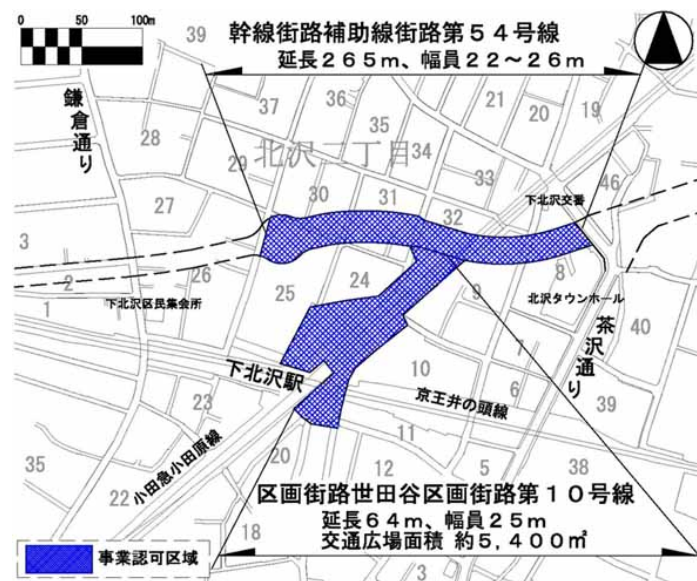 0 50 100m
幹線街路補助線街路第５４号線
延長２６５ｍ、幅員２２～２６ｍ
39
鎌倉通り
37
36
35
34
21
20
19
28
29
北沢二丁目
33
46
27
30
31
32
下北沢交番
3
2
26
25
24
9
8
1
下北沢区民集会所
北沢タウンホール
40
下北沢駅
10
7
茶沢通り
23
京王井の頭線
6
39
小田急小田原線
11
35
22
20
12
5
38
区画街路世田谷区画街路第１０号線
延長６４ｍ、幅員２５ｍ
交通広場面積 約５，４００㎡
18
3
事業認可区域